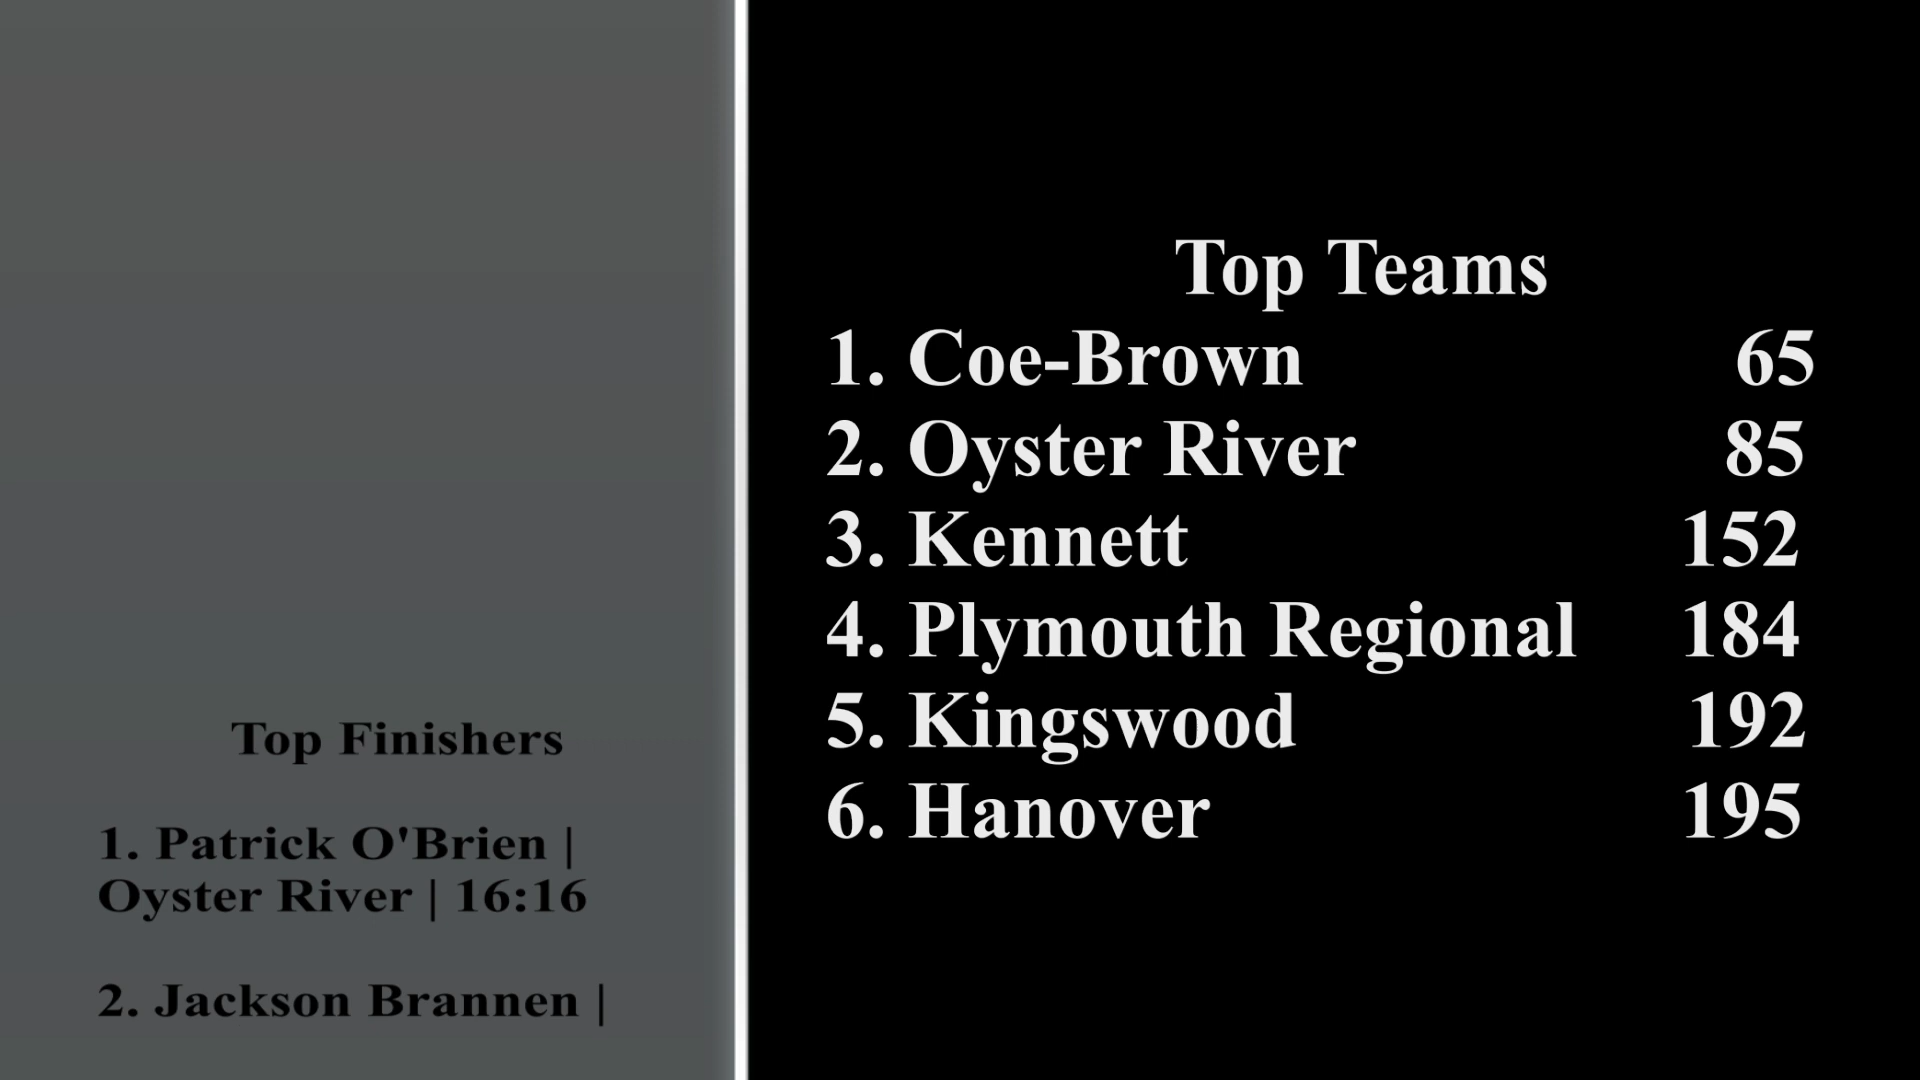 Top Finishers
1. Patrick O'Brien |
Oyster River | 16:16
2. Jackson Brannen |
Top Teams
1. Coe-Brown 65
2. Oyster River 85
3. Kennett 152
4. Plymouth Regional 184
5. Kingswood 192
6. Hanover 195